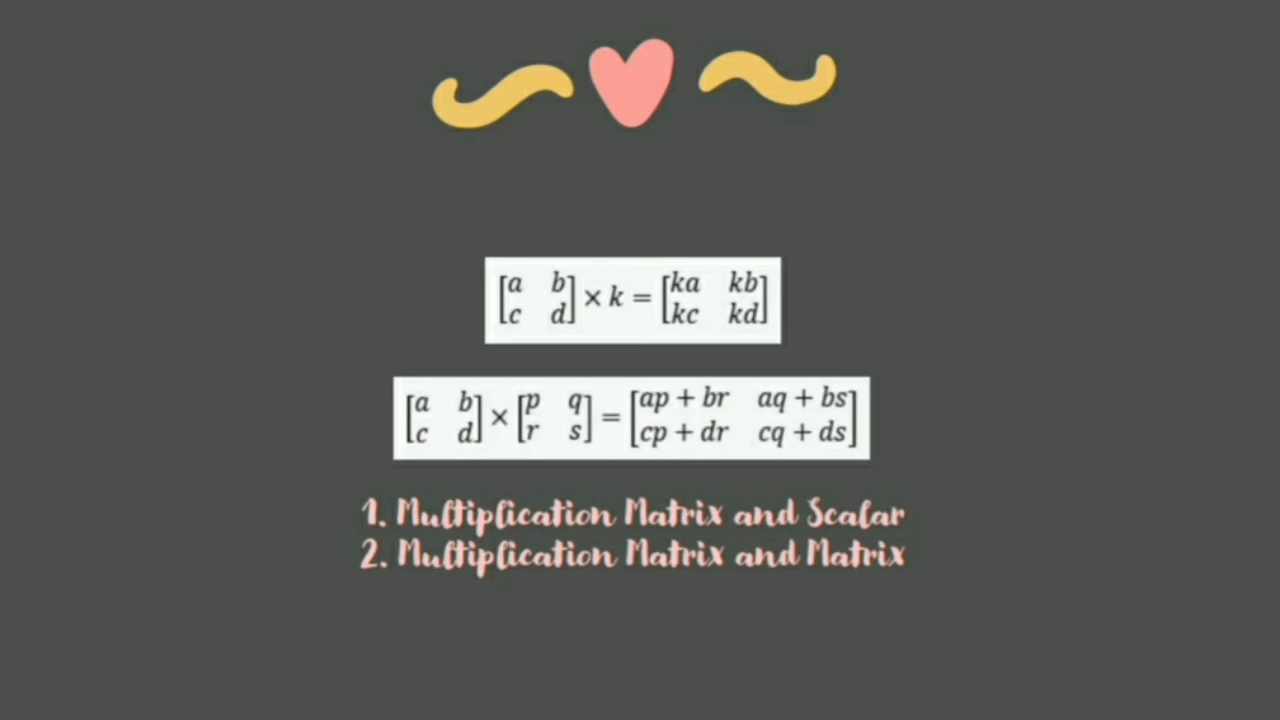 [a b c d] × k = [ka kb kc kd]
[a b c d] × [p q r s] = [ap + br aq + bs cp + dr cq + ds]
1. Multiplication Matrix and Scalar
2. Multiplication Matrix and Matrix